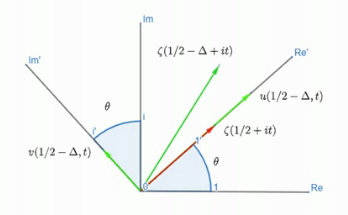 Im
ζ(1/2 − Δ + it)
Re'
Im'
θ
u(1/2 − Δ, t)
i'
i
ζ(1/2 + it)
v(1/2 − Δ, t)
1'
θ
0
1
Re